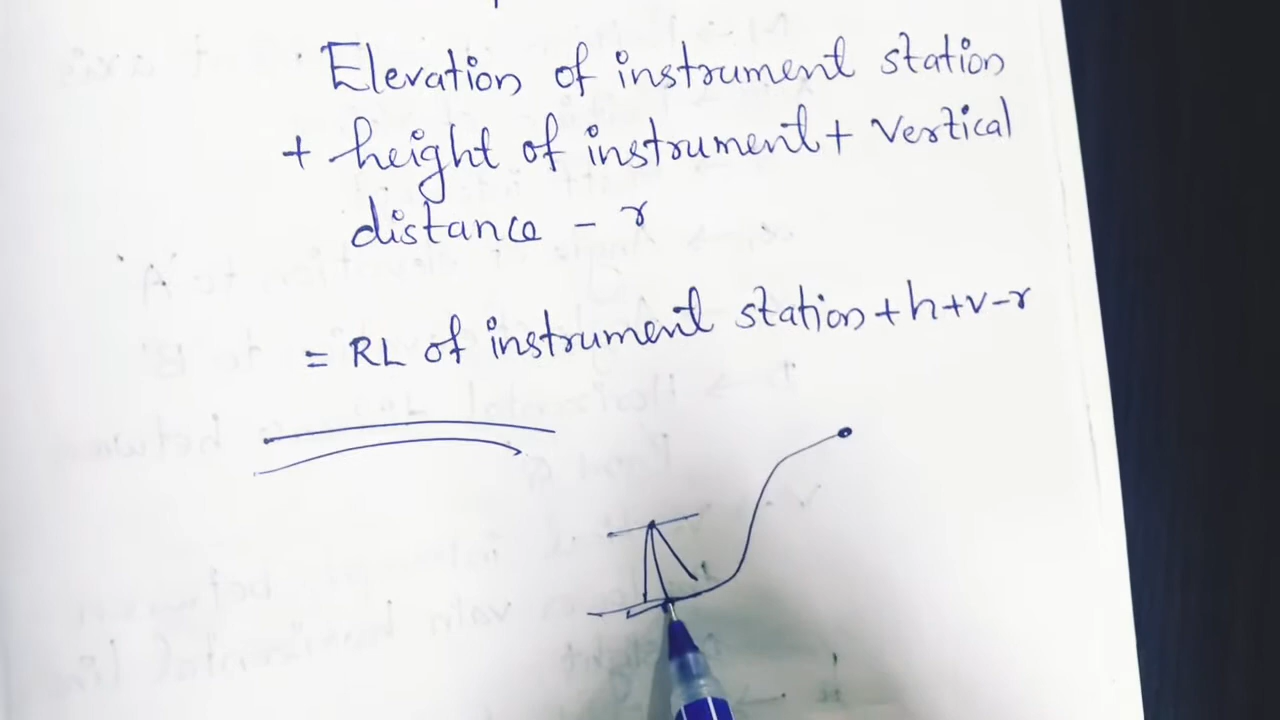 Elevation of instrument station
+ height of instrument + Vertical
distance - r
= RL of instrument station + h + v - r